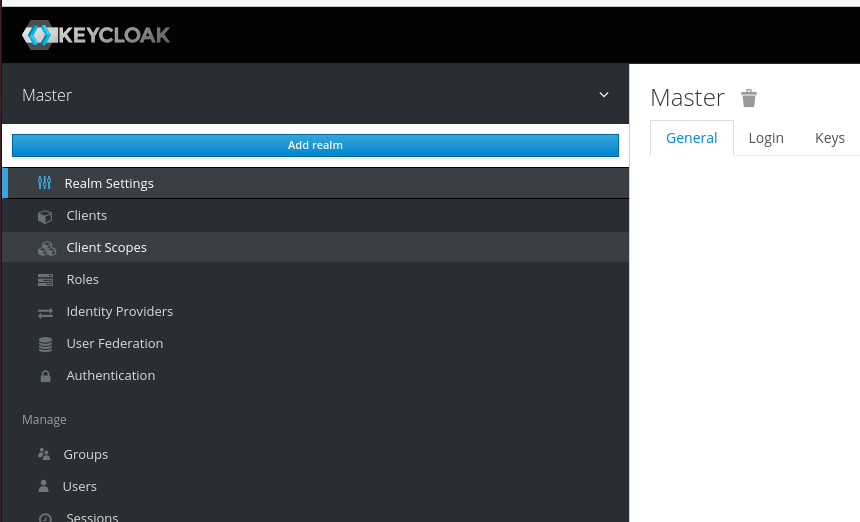 KEYCLOAK
Master
Add realm
Realm Settings
Clients
Client Scopes
Roles
Identity Providers
User Federation
Authentication
Manage
Groups
Users
Sessions
Master
General Login Keys